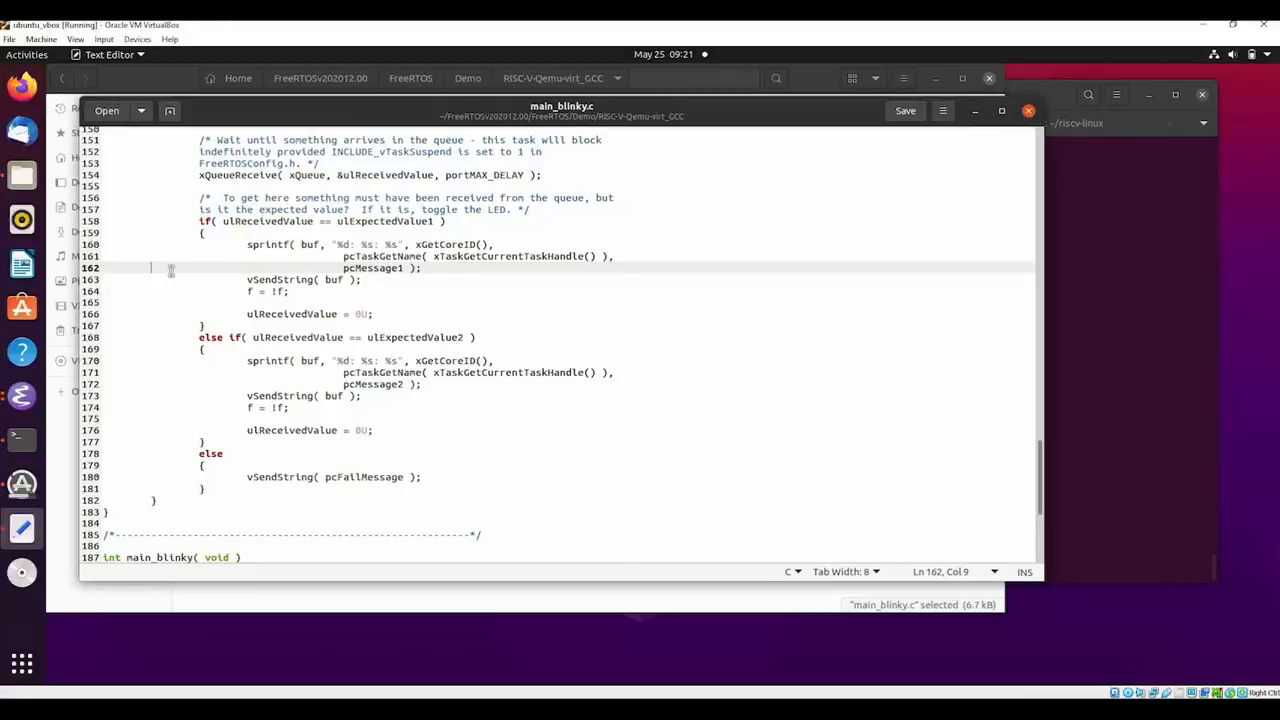 ubuntu_vbox [Running] - Oracle VM VirtualBox
File Machine View Input Devices Help
Activities Text Editor May 25 09:21
Home FreeRTOSv202012.00 FreeRTOS Demo RISC-V-Qemu-virt_GCC
Open main_blinky.c Save
~/FreeRTOSv202012.00/FreeRTOS/Demo/RISC-V-Qemu-virt_GCC
~/riscv-linux
150
151 /* Wait until something arrives in the queue - this task will block
152 indefinitely provided INCLUDE_vTaskSuspend is set to 1 in
153 FreeRTOSConfig.h. */
154 xQueueReceive( xQueue, &ulReceivedValue, portMAX_DELAY );
155
156 /*  To get here something must have been received from the queue, but
157 is it the expected value?  If it is, toggle the LED. */
158 if( ulReceivedValue == ulExpectedValue1 )
159 {
160 sprintf( buf, "%d: %s: %s", xGetCoreID(),
161 pcTaskGetName( xTaskGetCurrentTaskHandle() ),
162 pcMessage1 );
163 vSendString( buf );
164 f = !f;
165
166 ulReceivedValue = 0U;
167 }
168 else if( ulReceivedValue == ulExpectedValue2 )
169 {
170 sprintf( buf, "%d: %s: %s", xGetCoreID(),
171 pcTaskGetName( xTaskGetCurrentTaskHandle() ),
172 pcMessage2 );
173 vSendString( buf );
174 f = !f;
175
176 ulReceivedValue = 0U;
177 }
178 else
179 {
180 vSendString( pcFailMessage );
181 }
182 }
183 }
184
185 /*-----------------------------------------------------------*/
186
187 int main_blinky( void )
C Tab Width: 8 Ln 162, Col 9 INS
"main_blinky.c" selected (6.7 kB)
Right Ctrl